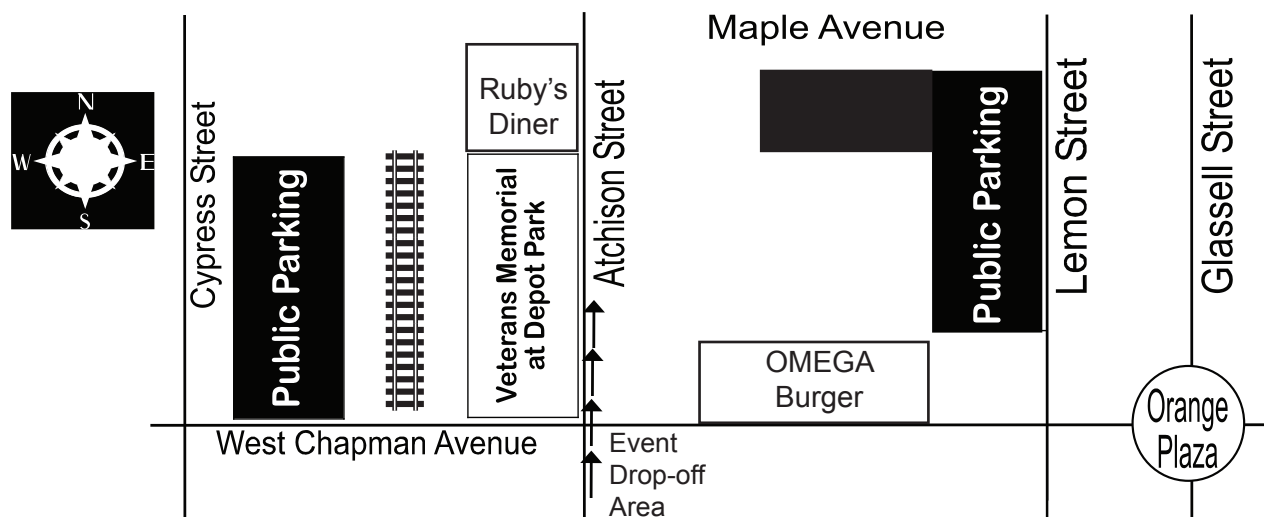 Maple Avenue
N
W E
S
Cypress Street
Public Parking
Ruby's
Diner
Veterans Memorial
at Depot Park
Atchison Street
Public Parking
Lemon Street
Glassell Street
OMEGA
Burger
Orange
Plaza
West Chapman Avenue
Event
Drop-off
Area